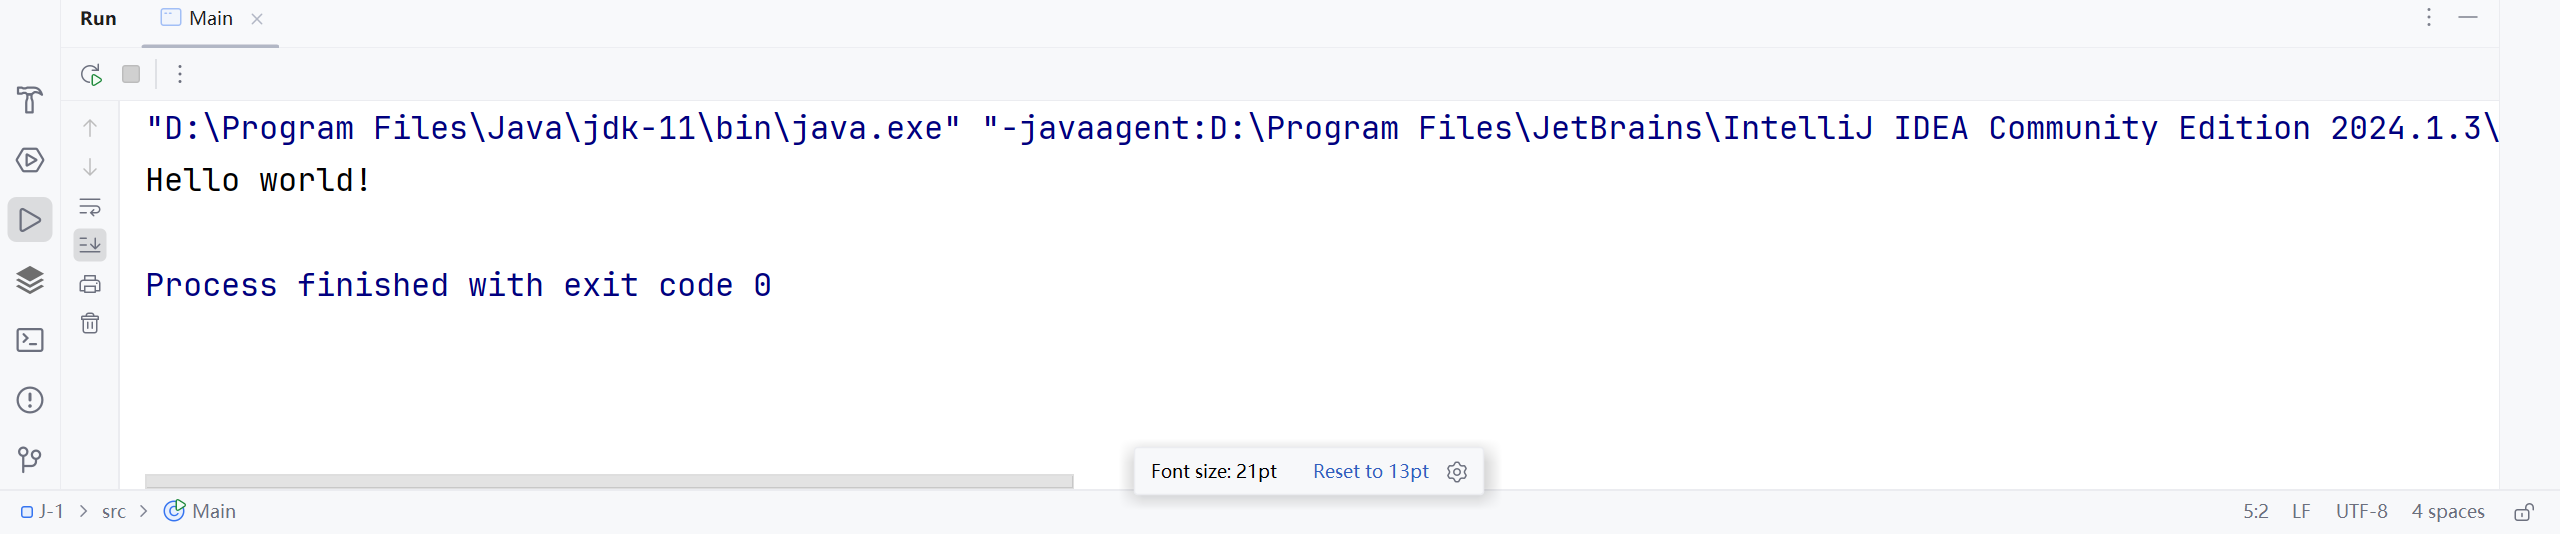 Run Main
"D:\Program Files\Java\jdk-11\bin\java.exe" "-javaagent:D:\Program Files\JetBrains\IntelliJ IDEA Community Edition 2024.1.3\
Hello world!
Process finished with exit code 0
Font size: 21pt Reset to 13pt
J-1 > src > Main 5:2 LF UTF-8 4 spaces